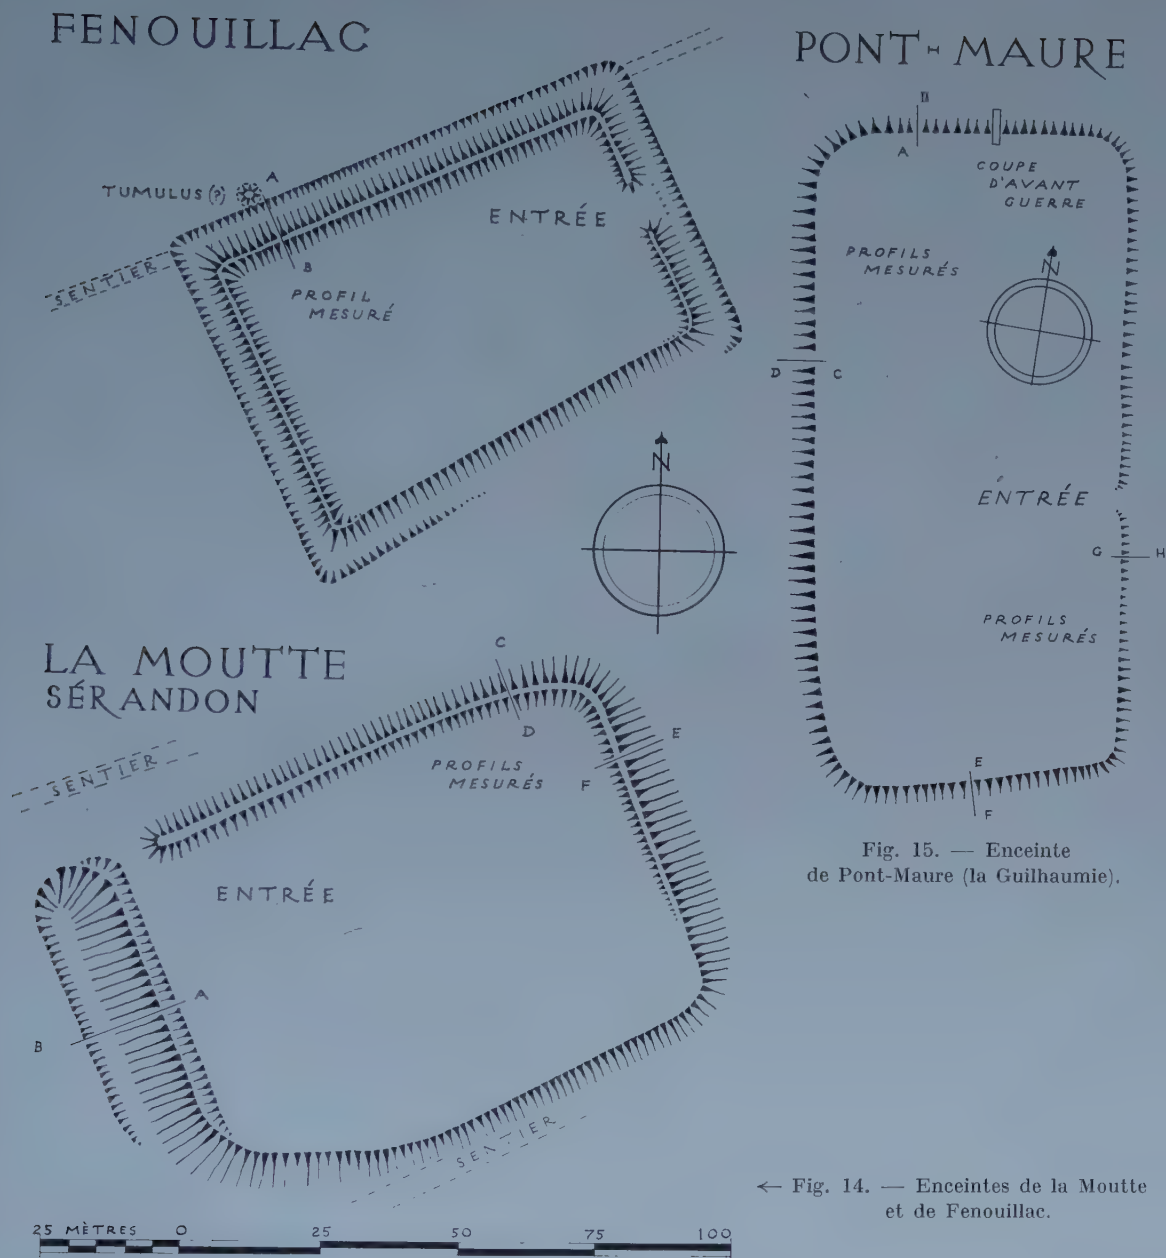 FENOUILLAC
TUMULUS (?)
A
B
SENTIER
PROFIL
MESURÉ
ENTRÉE
N
PONT-MAURE
B
A
COUPE
D'AVANT
GUERRE
PROFILS
MESURÉS
N
D
C
ENTRÉE
G
H
PROFILS
MESURÉS
E
F
Fig. 15. — Enceinte
de Pont-Maure (la Guilhaumie).
LA MOUTTE
SÉRANDON
SENTIER
C
D
E
F
PROFILS
MESURÉS
ENTRÉE
A
B
SENTIER
← Fig. 14. — Enceintes de la Moutte
et de Fenouillac.
25 MÈTRES 0 25 50 75 100